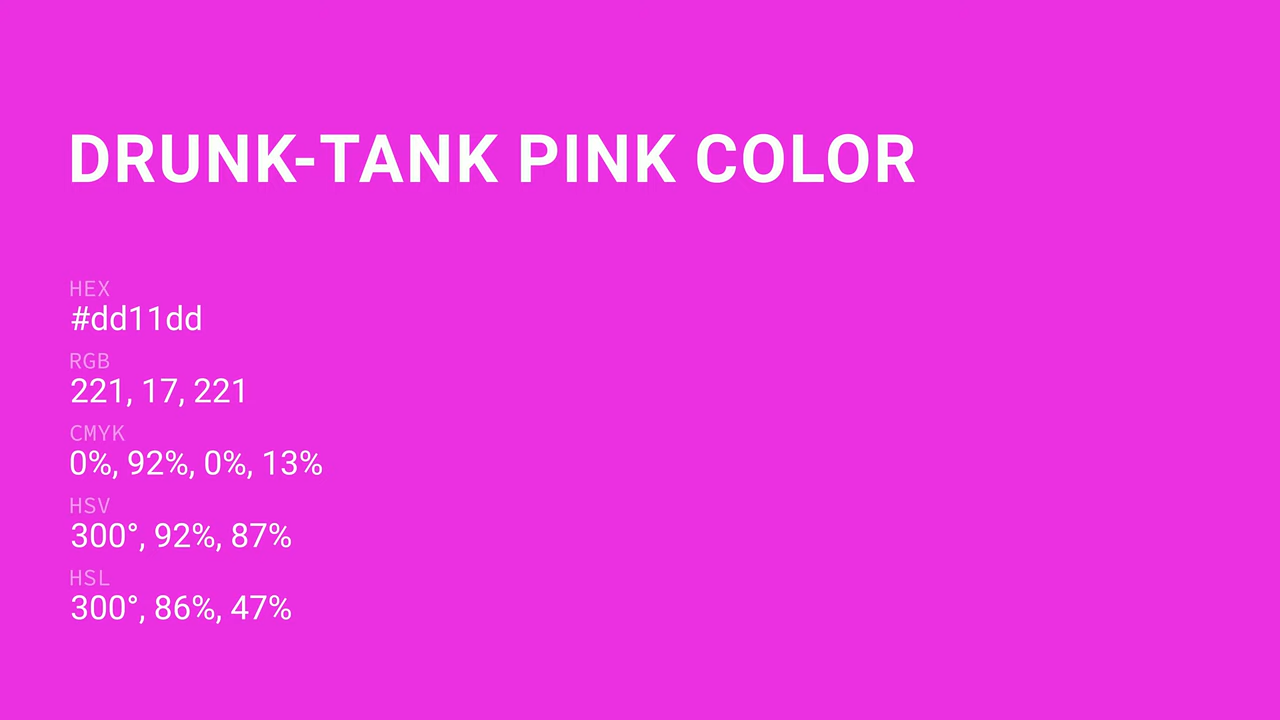 DRUNK-TANK PINK COLOR
HEX
#dd11dd
RGB
221, 17, 221
CMYK
0%, 92%, 0%, 13%
HSV
300°, 92%, 87%
HSL
300°, 86%, 47%